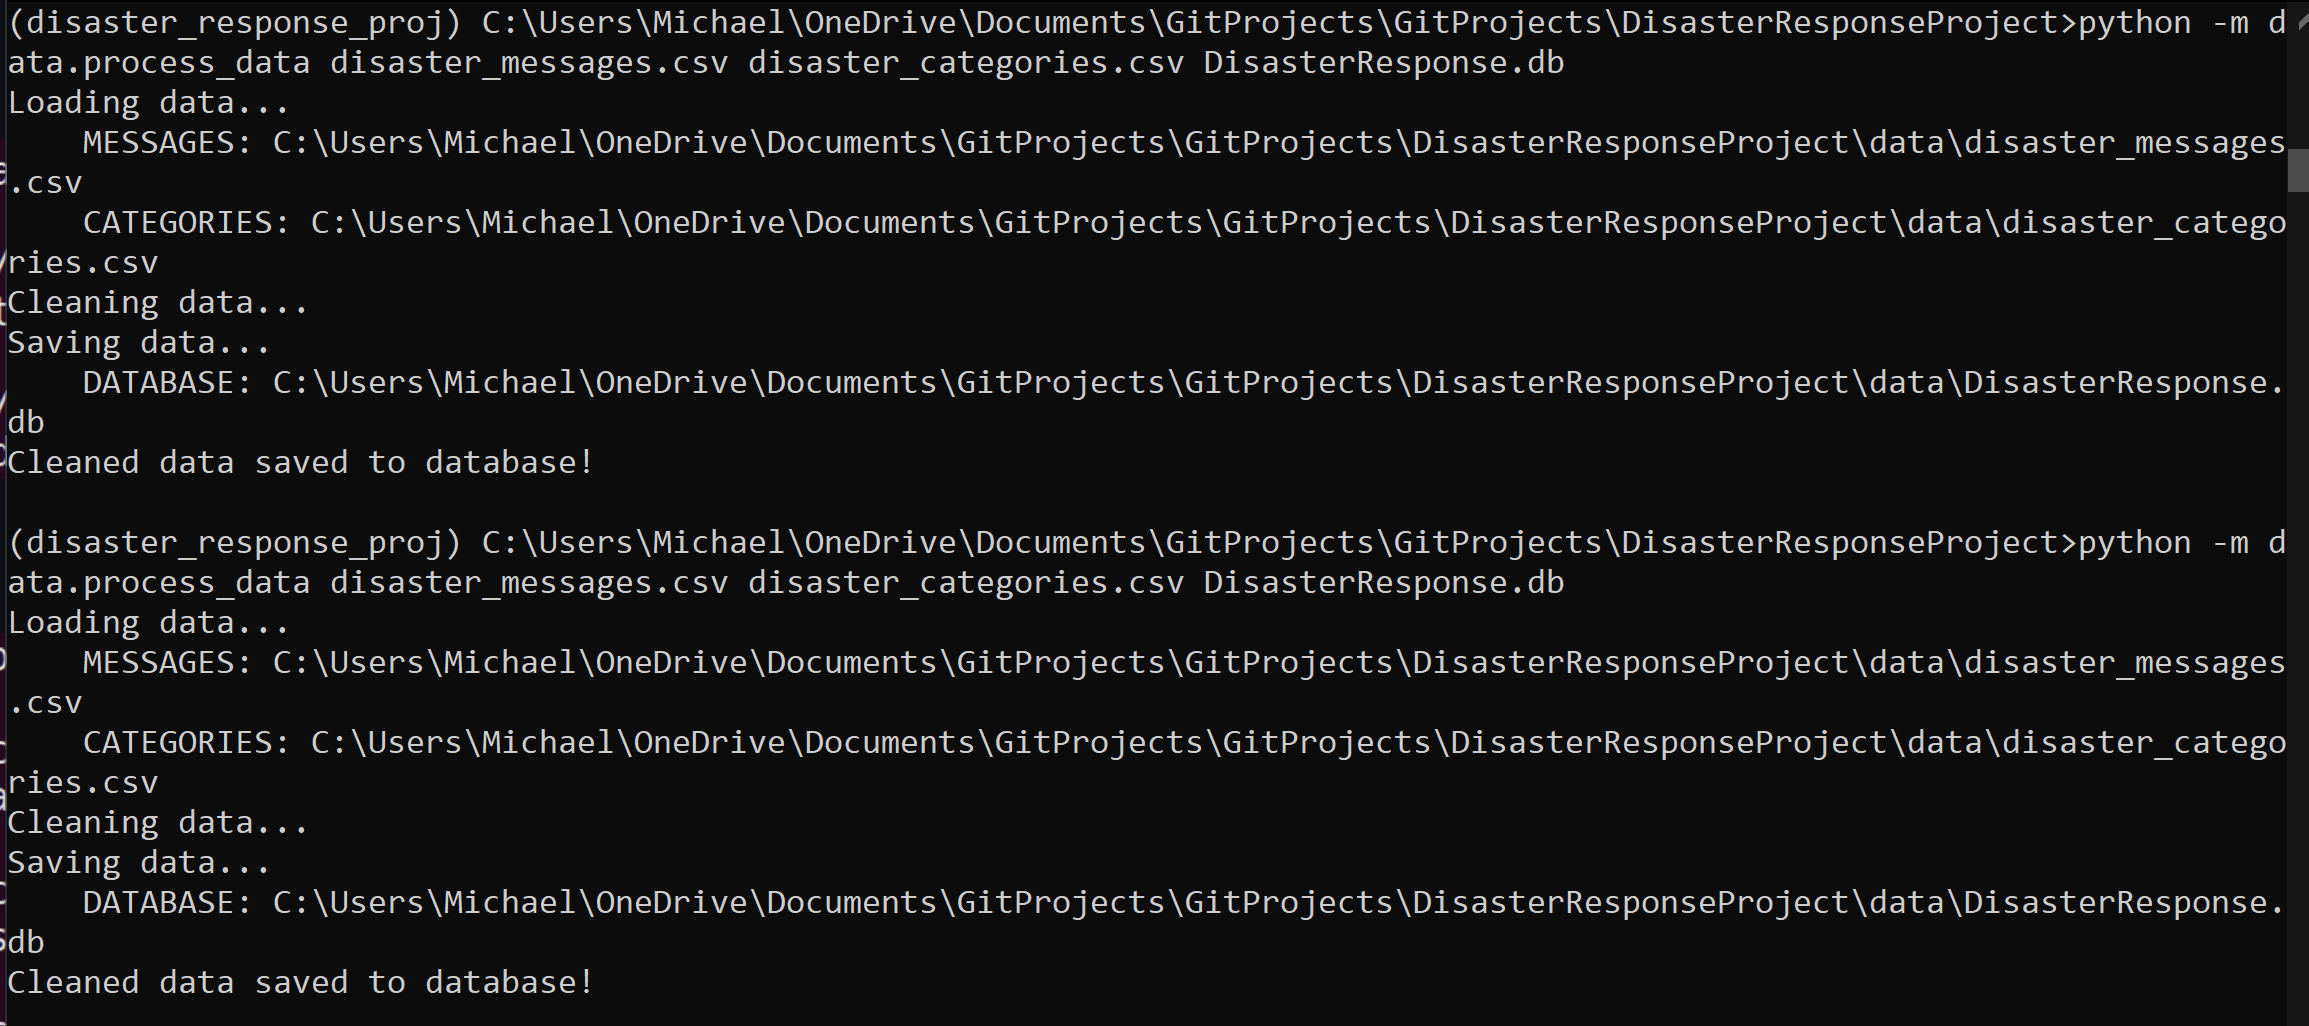 (disaster_response_proj) C:\Users\Michael\OneDrive\Documents\GitProjects\GitProjects\DisasterResponseProject>python -m d
ata.process_data disaster_messages.csv disaster_categories.csv DisasterResponse.db
Loading data...
    MESSAGES: C:\Users\Michael\OneDrive\Documents\GitProjects\GitProjects\DisasterResponseProject\data\disaster_messages
.csv
    CATEGORIES: C:\Users\Michael\OneDrive\Documents\GitProjects\GitProjects\DisasterResponseProject\data\disaster_catego
ries.csv
Cleaning data...
Saving data...
    DATABASE: C:\Users\Michael\OneDrive\Documents\GitProjects\GitProjects\DisasterResponseProject\data\DisasterResponse.
db
Cleaned data saved to database!

(disaster_response_proj) C:\Users\Michael\OneDrive\Documents\GitProjects\GitProjects\DisasterResponseProject>python -m d
ata.process_data disaster_messages.csv disaster_categories.csv DisasterResponse.db
Loading data...
    MESSAGES: C:\Users\Michael\OneDrive\Documents\GitProjects\GitProjects\DisasterResponseProject\data\disaster_messages
.csv
    CATEGORIES: C:\Users\Michael\OneDrive\Documents\GitProjects\GitProjects\DisasterResponseProject\data\disaster_catego
ries.csv
Cleaning data...
Saving data...
    DATABASE: C:\Users\Michael\OneDrive\Documents\GitProjects\GitProjects\DisasterResponseProject\data\DisasterResponse.
db
Cleaned data saved to database!